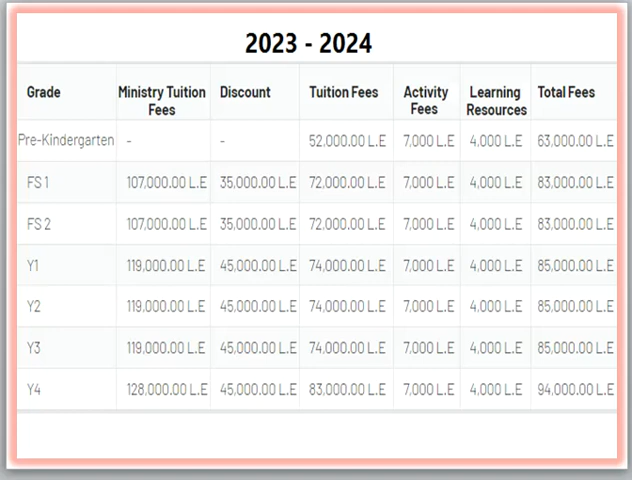 2023 - 2024
Grade Ministry Tuition Fees Discount Tuition Fees Activity Fees Learning Resources Total Fees
Pre-Kindergarten - - 52,000.00 L.E 7,000 L.E 4,000 L.E 63,000.00 L.E
FS 1 107,000.00 L.E 35,000.00 L.E 72,000.00 L.E 7,000 L.E 4,000 L.E 83,000.00 L.E
FS 2 107,000.00 L.E 35,000.00 L.E 72,000.00 L.E 7,000 L.E 4,000 L.E 83,000.00 L.E
Y1 119,000.00 L.E 45,000.00 L.E 74,000.00 L.E 7,000 L.E 4,000 L.E 85,000.00 L.E
Y2 119,000.00 L.E 45,000.00 L.E 74,000.00 L.E 7,000 L.E 4,000 L.E 85,000.00 L.E
Y3 119,000.00 L.E 45,000.00 L.E 74,000.00 L.E 7,000 L.E 4,000 L.E 85,000.00 L.E
Y4 128,000.00 L.E 45,000.00 L.E 83,000.00 L.E 7,000 L.E 4,000 L.E 94,000.00 L.E